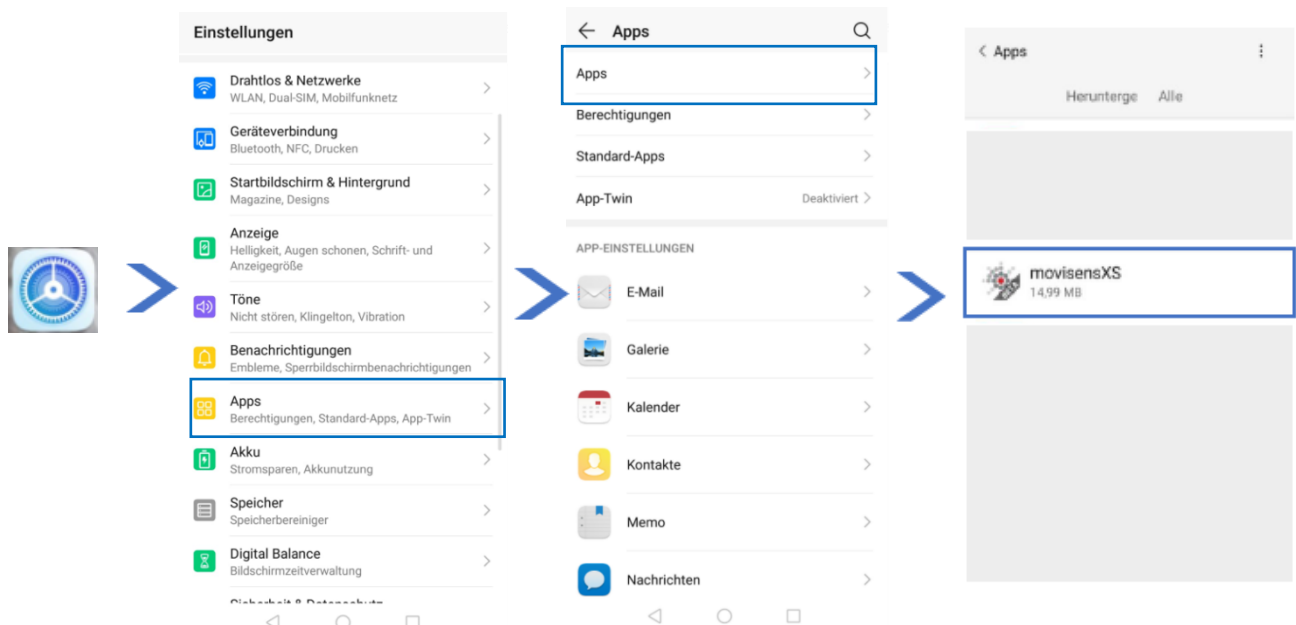 Einstellungen
Drahtlos & Netzwerke
WLAN, Dual-SIM, Mobilfunknetz
Geräteverbindung
Bluetooth, NFC, Drucken
Startbildschirm & Hintergrund
Magazine, Designs
Anzeige
Helligkeit, Augen schonen, Schrift- und
Anzeigegröße
Töne
Nicht stören, Klingelton, Vibration
Benachrichtigungen
Embleme, Sperrbildschirmbenachrichtigungen
Apps
Berechtigungen, Standard-Apps, App-Twin
Akku
Stromsparen, Akkunutzung
Speicher
Speicherbereiniger
Digital Balance
Bildschirmzeitverwaltung
Sicherheit & Datenschutz
Apps
Apps
Berechtigungen
Standard-Apps
App-Twin Deaktiviert
APP-EINSTELLUNGEN
E-Mail
Galerie
Kalender
Kontakte
Memo
Nachrichten
Apps
Herunterge Alle
movisensXS
14,99 MB